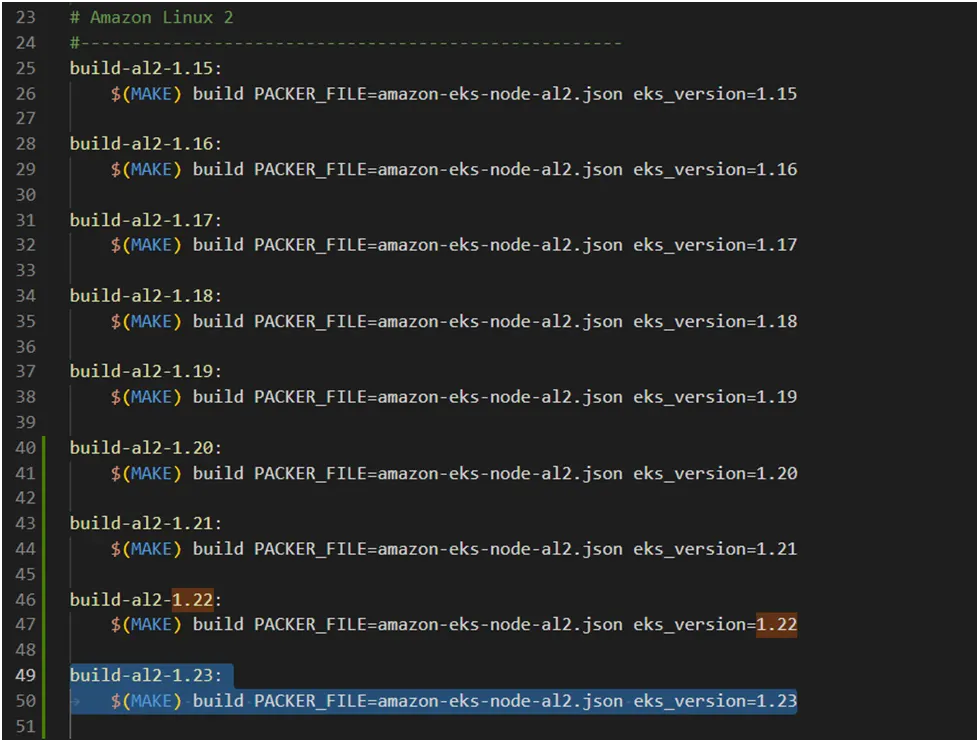 23 # Amazon Linux 2
24 #-----------------------------------------------------
25 build-al2-1.15:
26 $(MAKE) build PACKER_FILE=amazon-eks-node-al2.json eks_version=1.15
27
28 build-al2-1.16:
29 $(MAKE) build PACKER_FILE=amazon-eks-node-al2.json eks_version=1.16
30
31 build-al2-1.17:
32 $(MAKE) build PACKER_FILE=amazon-eks-node-al2.json eks_version=1.17
33
34 build-al2-1.18:
35 $(MAKE) build PACKER_FILE=amazon-eks-node-al2.json eks_version=1.18
36
37 build-al2-1.19:
38 $(MAKE) build PACKER_FILE=amazon-eks-node-al2.json eks_version=1.19
39
40 build-al2-1.20:
41 $(MAKE) build PACKER_FILE=amazon-eks-node-al2.json eks_version=1.20
42
43 build-al2-1.21:
44 $(MAKE) build PACKER_FILE=amazon-eks-node-al2.json eks_version=1.21
45
46 build-al2-1.22:
47 $(MAKE) build PACKER_FILE=amazon-eks-node-al2.json eks_version=1.22
48
49 build-al2-1.23:
50 $(MAKE) build PACKER_FILE=amazon-eks-node-al2.json eks_version=1.23
51